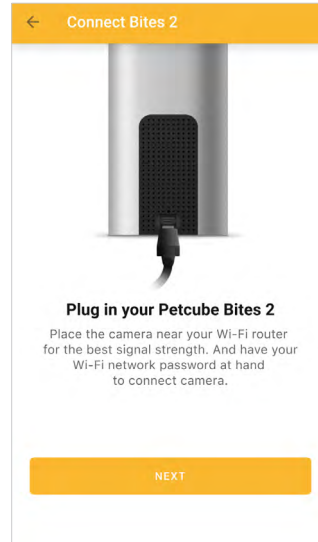 Connect Bites 2
Plug in your Petcube Bites 2
Place the camera near your Wi-Fi router
for the best signal strength. And have your
Wi-Fi network password at hand
to connect camera.
NEXT